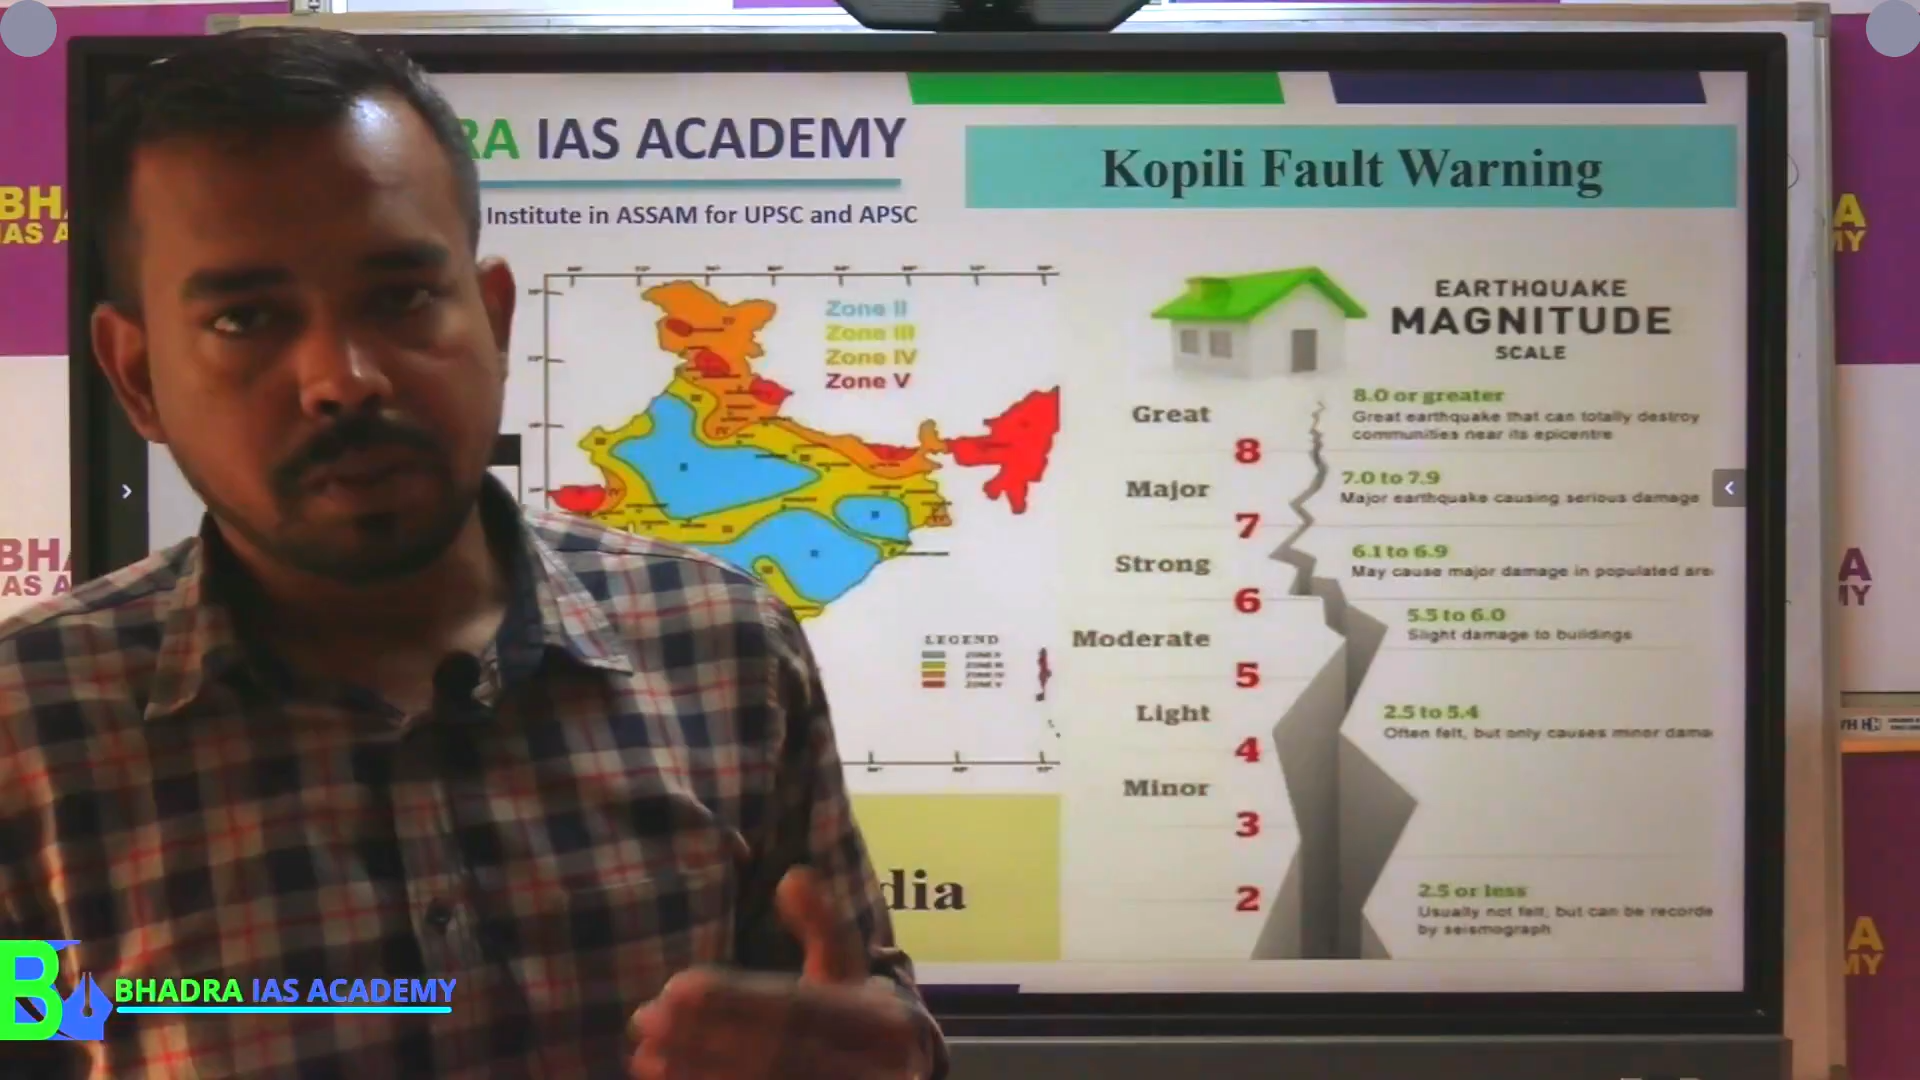 RA IAS ACADEMY
Institute in ASSAM for UPSC and APSC
Kopili Fault Warning
Zone II
Zone III
Zone IV
Zone V
LEGEND
EARTHQUAKE
MAGNITUDE
SCALE
Great
8.0 or greater
Great earthquake that can totally destroy
communities near its epicentre
8
Major
7.0 to 7.9
Major earthquake causing serious damage
7
Strong
6.1 to 6.9
May cause major damage in populated are
6
5.5 to 6.0
Slight damage to buildings
Moderate
5
Light
2.5 to 5.4
Often felt, but only causes minor dama
4
Minor
3
2
2.5 or less
Usually not felt, but can be recorde
by seismograph
dia
BH
IAS A
BHA
IAS A
A
MY
A
MY
A
MY
B
BHADRA IAS ACADEMY